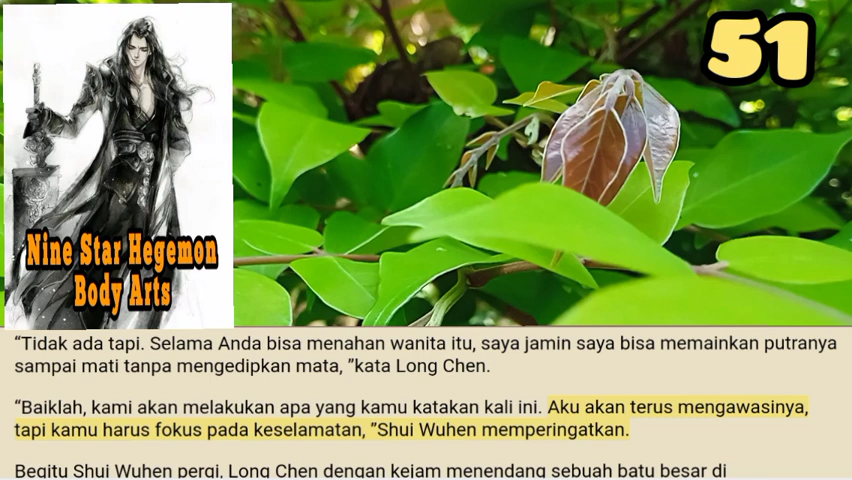 51
Nine Star Hegemon
Body Arts
“Tidak ada tapi. Selama Anda bisa menahan wanita itu, saya jamin saya bisa memainkan putranya
sampai mati tanpa mengedipkan mata, ”kata Long Chen.
“Baiklah, kami akan melakukan apa yang kamu katakan kali ini. Aku akan terus mengawasinya,
tapi kamu harus fokus pada keselamatan, ”Shui Wuhen memperingatkan.
Begitu Shui Wuhen pergi, Long Chen dengan kejam menendang sebuah batu besar di